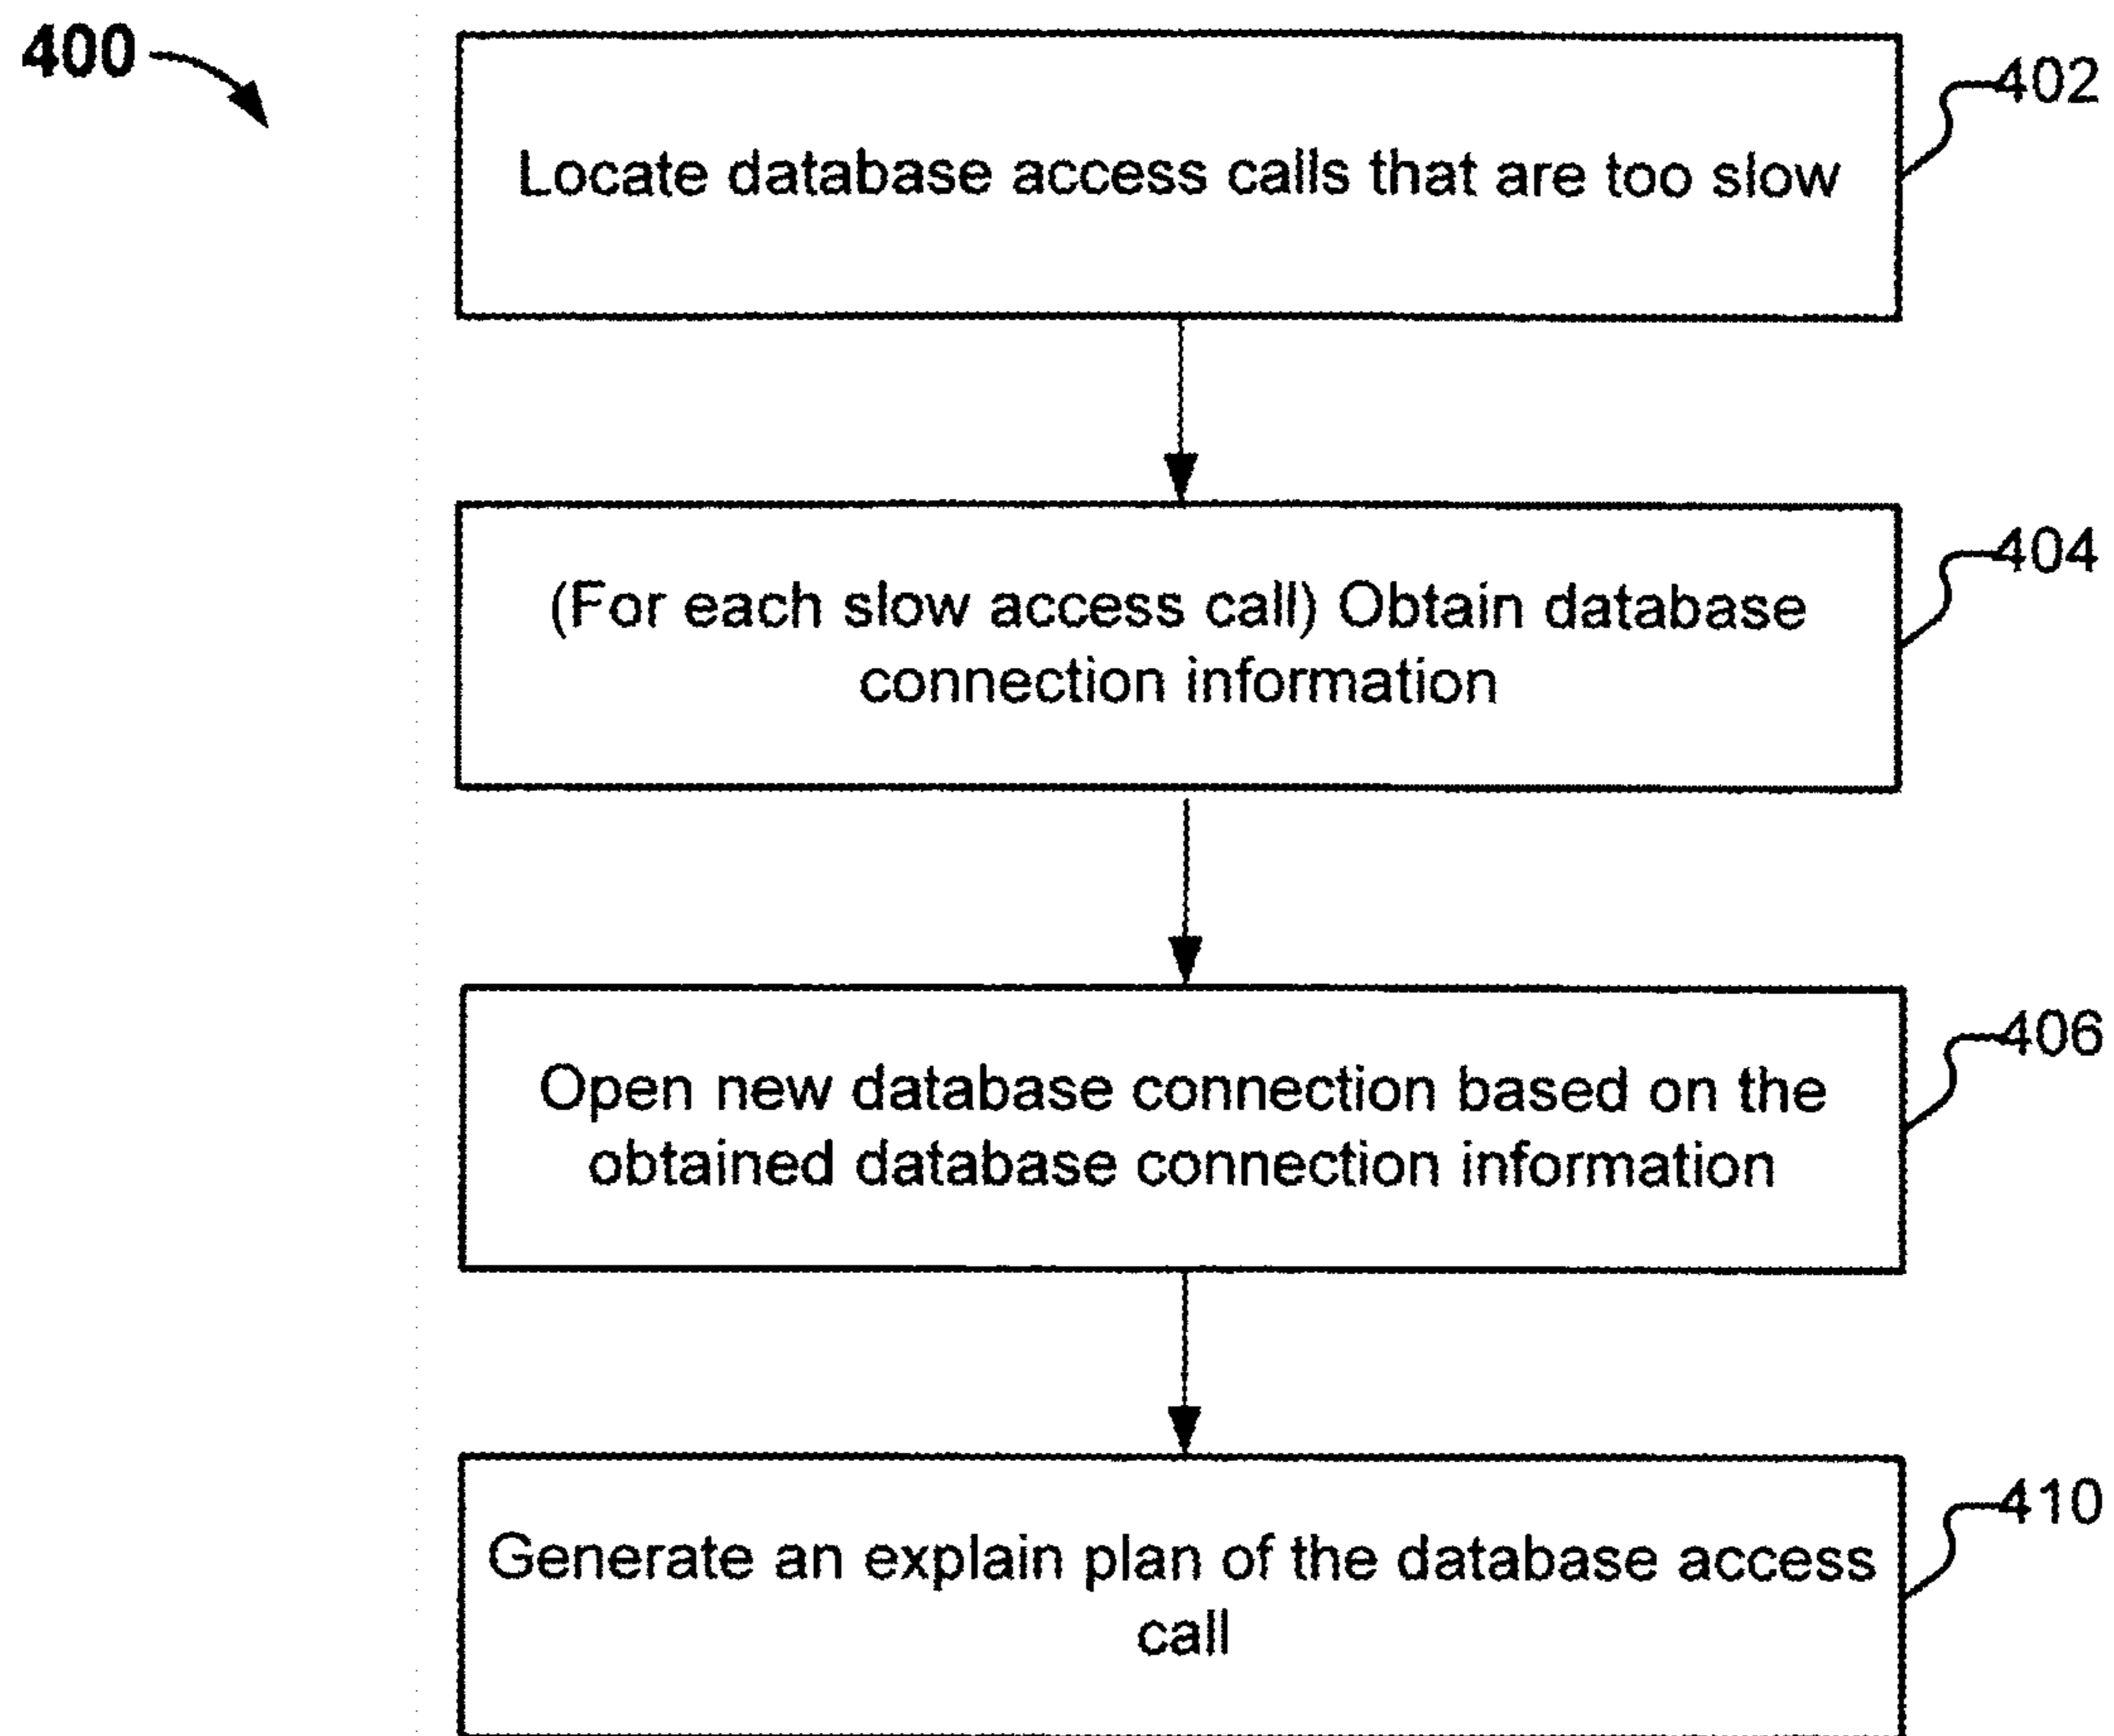 400
402
Locate database access calls that are too slow
404
(For each slow access call) Obtain database
connection information
406
Open new database connection based on the
obtained database connection information
410
Generate an explain plan of the database access
call